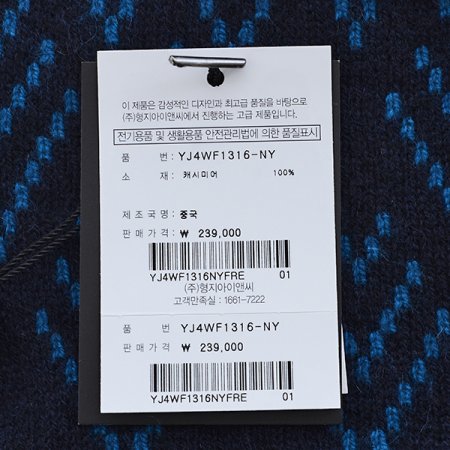 이 제품은 감성적인 디자인과 최고급 품질을 바탕으로
(주)형지아이앤씨에서 진행하는 고급 제품입니다.
전기용품 및 생활용품 안전관리법에 의한 품질표시
품 번 : YJ4WF1316-NY
소 재 : 캐시미어 100%
제 조 국 명 : 중국
판 매 가 격 : ₩ 239,000
YJ4WF1316NYFRE 01
(주)형지아이앤씨
고객만족실 : 1661-7222
품 번 YJ4WF1316-NY
판 매 가 격 ₩ 239,000
YJ4WF1316NYFRE 01